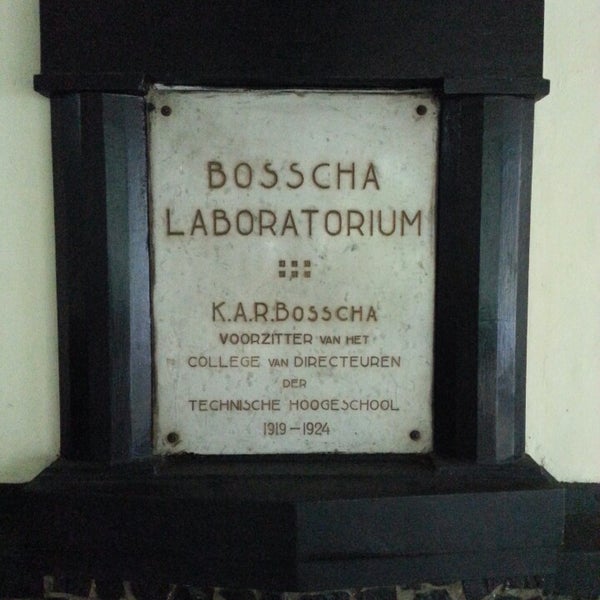 BOSSCHA
LABORATORIUM
K.A.R. BOSSCHA
VOORZITTER VAN HET
COLLEGE VAN DIRECTEUREN
DER
TECHNISCHE HOOGESCHOOL
1919-1924